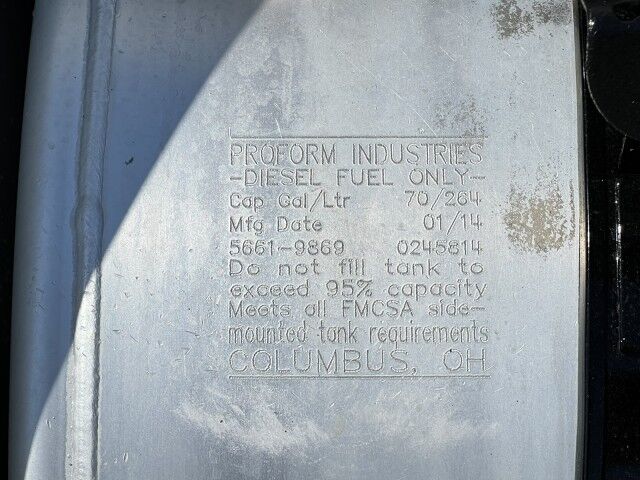 PROFORM INDUSTRIES
-DIESEL FUEL ONLY-
Cap Gal/Ltr 70/264
Mfg Date 01/14
5661-9869 0245814
Do not fill tank to
exceed 95% capacity
Meets all FMCSA side-
mounted tank requirements
COLUMBUS, OH